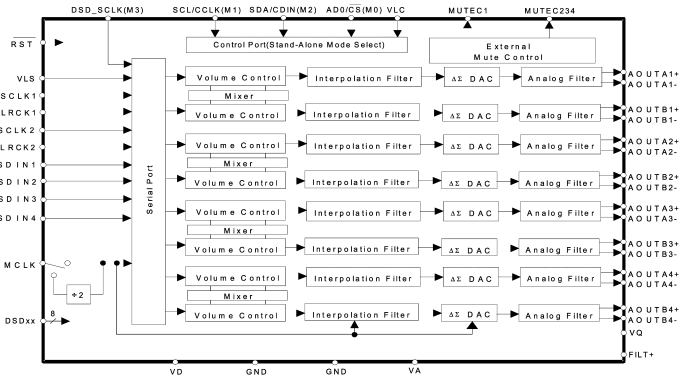 DSD_SCLK(M3) SCL/CCLK(M1) SDA/CDIN(M2) AD0/CS(M0) VLC MUTEC1 MUTEC234
RST
Control Port(Stand-Alone Mode Select)
External
Mute Control
VLS
SCLK1
LRCK1
SCLK2
LRCK2
SDIN1
SDIN2
SDIN3
SDIN4
MCLK
÷2
DSDxx
8
Serial Port
Volume Control Interpolation Filter ΔΣ DAC Analog Filter AOUTA1+
AOUTA1-
Mixer
Volume Control Interpolation Filter ΔΣ DAC Analog Filter AOUTB1+
AOUTB1-
Volume Control Interpolation Filter ΔΣ DAC Analog Filter AOUTA2+
AOUTA2-
Mixer
Volume Control Interpolation Filter ΔΣ DAC Analog Filter AOUTB2+
AOUTB2-
Volume Control Interpolation Filter ΔΣ DAC Analog Filter AOUTA3+
AOUTA3-
Mixer
Volume Control Interpolation Filter ΔΣ DAC Analog Filter AOUTB3+
AOUTB3-
Volume Control Interpolation Filter ΔΣ DAC Analog Filter AOUTA4+
AOUTA4-
Mixer
Volume Control Interpolation Filter ΔΣ DAC Analog Filter AOUTB4+
AOUTB4-
VQ
FILT+
VD GND GND VA